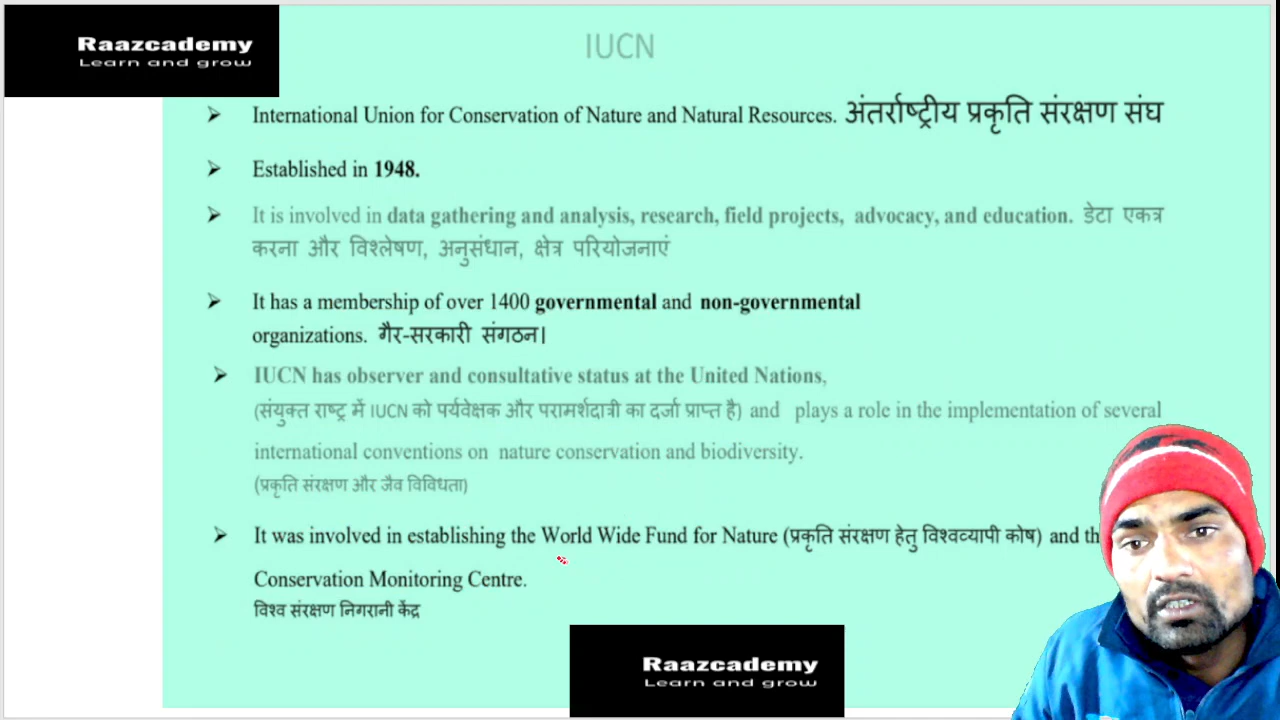 Raazcademy
Learn and grow
IUCN
➢ International Union for Conservation of Nature and Natural Resources. अंतर्राष्ट्रीय प्रकृति संरक्षण संघ
➢ Established in 1948.
➢ It is involved in data gathering and analysis, research, field projects, advocacy, and education. डेटा एकत्र
करना और विश्लेषण, अनुसंधान, क्षेत्र परियोजनाएं
➢ It has a membership of over 1400 governmental and non-governmental
organizations. गैर-सरकारी संगठन।
➢ IUCN has observer and consultative status at the United Nations,
(संयुक्त राष्ट्र में IUCN को पर्यवेक्षक और परामर्शदात्री का दर्जा प्राप्त है) and plays a role in the implementation of several
international conventions on nature conservation and biodiversity.
(प्रकृति संरक्षण और जैव विविधता)
➢ It was involved in establishing the World Wide Fund for Nature (प्रकृति संरक्षण हेतु विश्वव्यापी कोष) and
Conservation Monitoring Centre.
विश्व संरक्षण निगरानी केंद्र
Raazcademy
Learn and grow